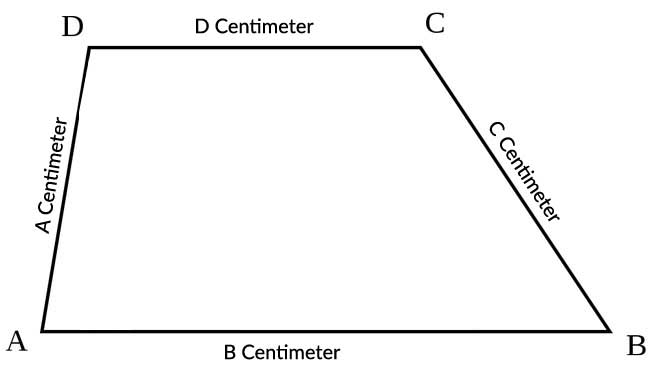 D
D Centimeter
C
A Centimeter
C Centimeter
A
B Centimeter
B